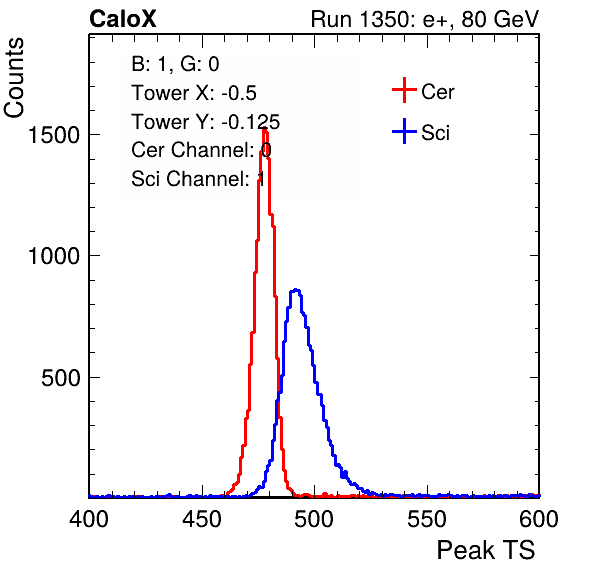 CaloX Run 1350: e+, 80 GeV
Counts
B: 1, G: 0
Tower X: -0.5
Tower Y: -0.125
Cer Channel: 0
Sci Channel: 1
Cer
Sci
1500
1000
500
400 450 500 550 600
Peak TS